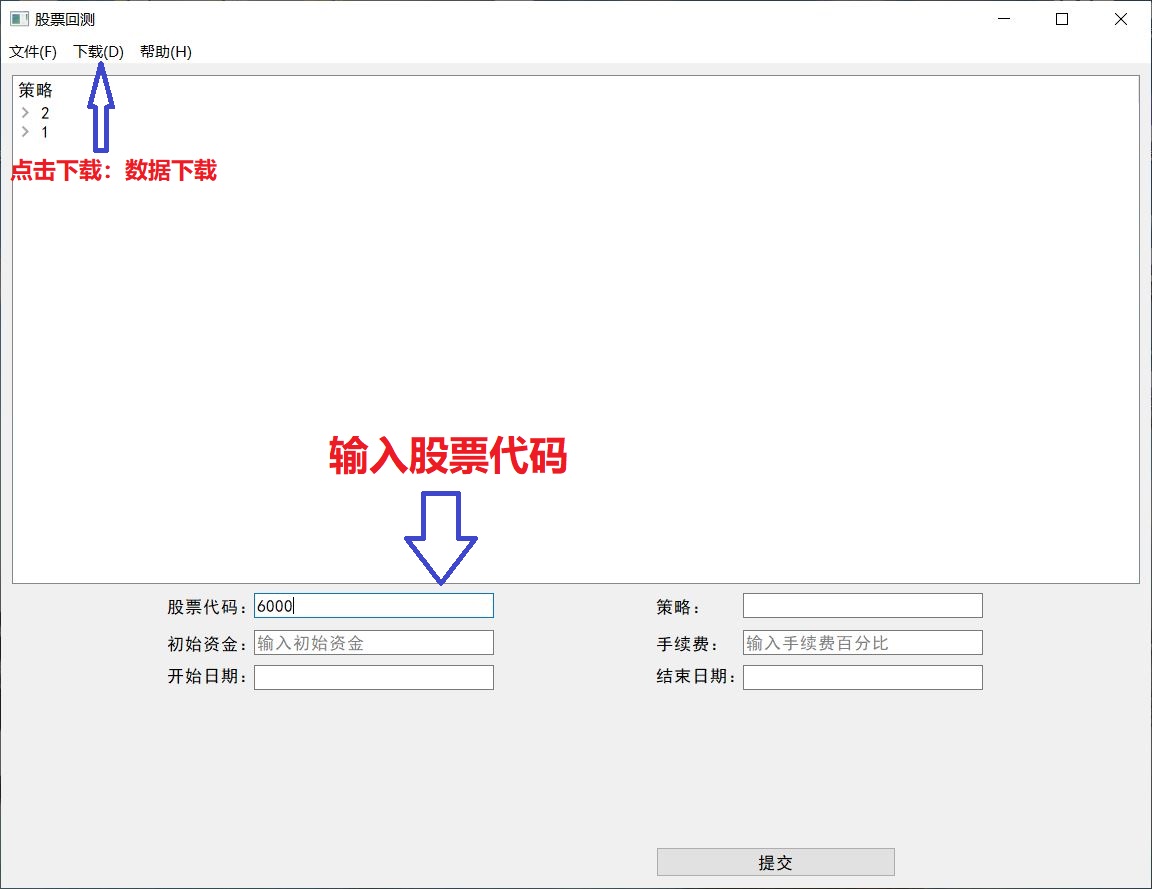 股票回测
文件(F) 下载(D) 帮助(H)
策略
2
1
点击下载：数据下载
输入股票代码
股票代码： 6000 策略：
初始资金： 输入初始资金 手续费： 输入手续费百分比
开始日期： 结束日期：
提交